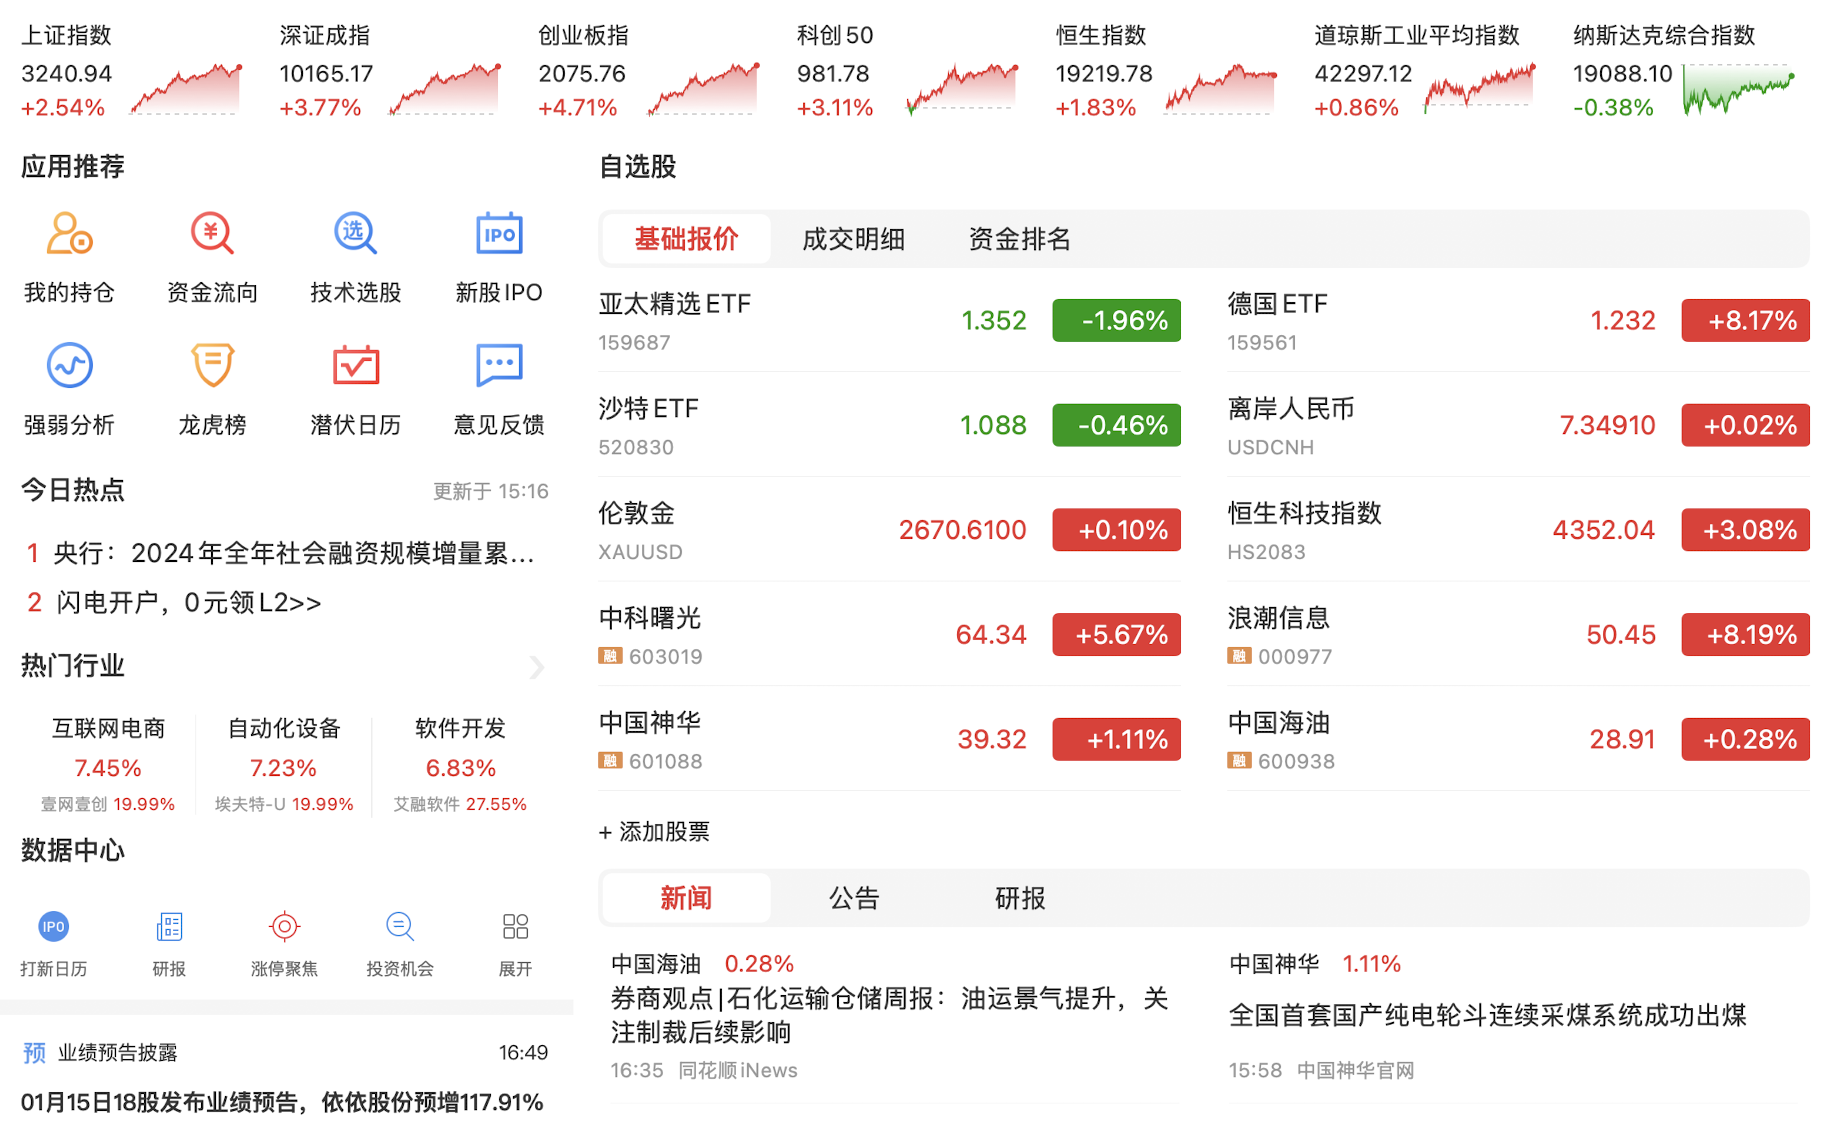 上证指数
3240.94
+2.54%
深证成指
10165.17
+3.77%
创业板指
2075.76
+4.71%
科创50
981.78
+3.11%
恒生指数
19219.78
+1.83%
道琼斯工业平均指数
42297.12
+0.86%
纳斯达克综合指数
19088.10
-0.38%
应用推荐
我的持仓
¥
资金流向
选
技术选股
IPO
新股IPO
强弱分析
龙虎榜
潜伏日历
意见反馈
今日热点
更新于 15:16
1 央行：2024年全年社会融资规模增量累...
2 闪电开户，0元领L2>>
热门行业
互联网电商
7.45%
壹网壹创 19.99%
自动化设备
7.23%
埃夫特-U 19.99%
软件开发
6.83%
艾融软件 27.55%
数据中心
IPO
打新日历
研报
涨停聚焦
投资机会
展开
预 业绩预告披露 16:49
01月15日18股发布业绩预告，依依股份预增117.91%
自选股
基础报价 成交明细 资金排名
亚太精选ETF
159687
1.352 -1.96%
德国ETF
159561
1.232 +8.17%
沙特ETF
520830
1.088 -0.46%
离岸人民币
USDCNH
7.34910 +0.02%
伦敦金
XAUUSD
2670.6100 +0.10%
恒生科技指数
HS2083
4352.04 +3.08%
中科曙光
融 603019
64.34 +5.67%
浪潮信息
融 000977
50.45 +8.19%
中国神华
融 601088
39.32 +1.11%
中国海油
融 600938
28.91 +0.28%
+ 添加股票
新闻 公告 研报
中国海油 0.28%
券商观点|石化运输仓储周报：油运景气提升，关
注制裁后续影响
16:35 同花顺iNews
中国神华 1.11%
全国首套国产纯电轮斗连续采煤系统成功出煤
15:58 中国神华官网